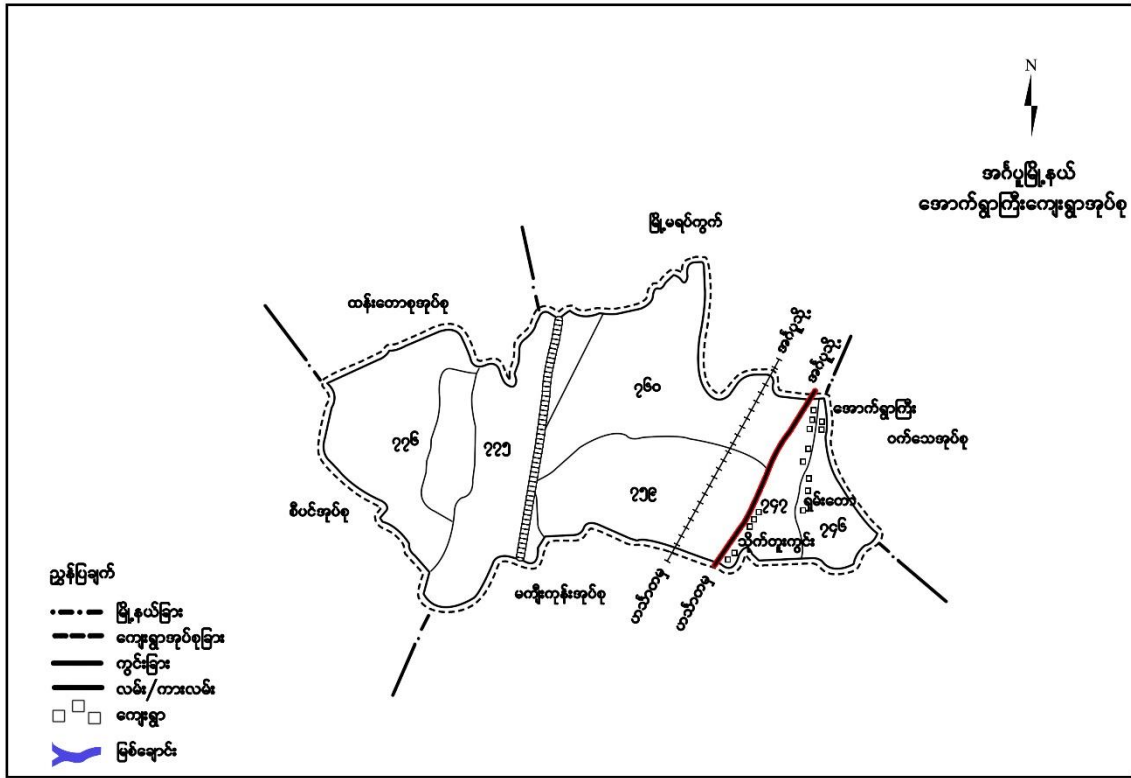 N
အင်္ဂပူမြို့နယ်
အောက်ရွာကြီးကျေးရွာအုပ်စု
မြို့မရပ်ကွက်
ထန်းတောစုအုပ်စု
အင်္ဂပူသို့
အင်္ဂပူသို့
၇၆၀
အောက်ရွာကြီး
ဝက်သေအုပ်စု
၇၇၆
၇၇၅
၇၅၉
၇၄၇
ရှမ်းတော
၇၄၆
စီပင်အုပ်စု
သိုက်တူးကွင်း
မကျီးကုန်းအုပ်စု
ဟင်္သာတမှ
ဟင်္သာတမှ
ညွှန်ပြချက်
မြို့နယ်ခြား
ကျေးရွာအုပ်စုခြား
ကွင်းခြား
လမ်း/ကားလမ်း
ကျေးရွာ
မြစ်ချောင်း